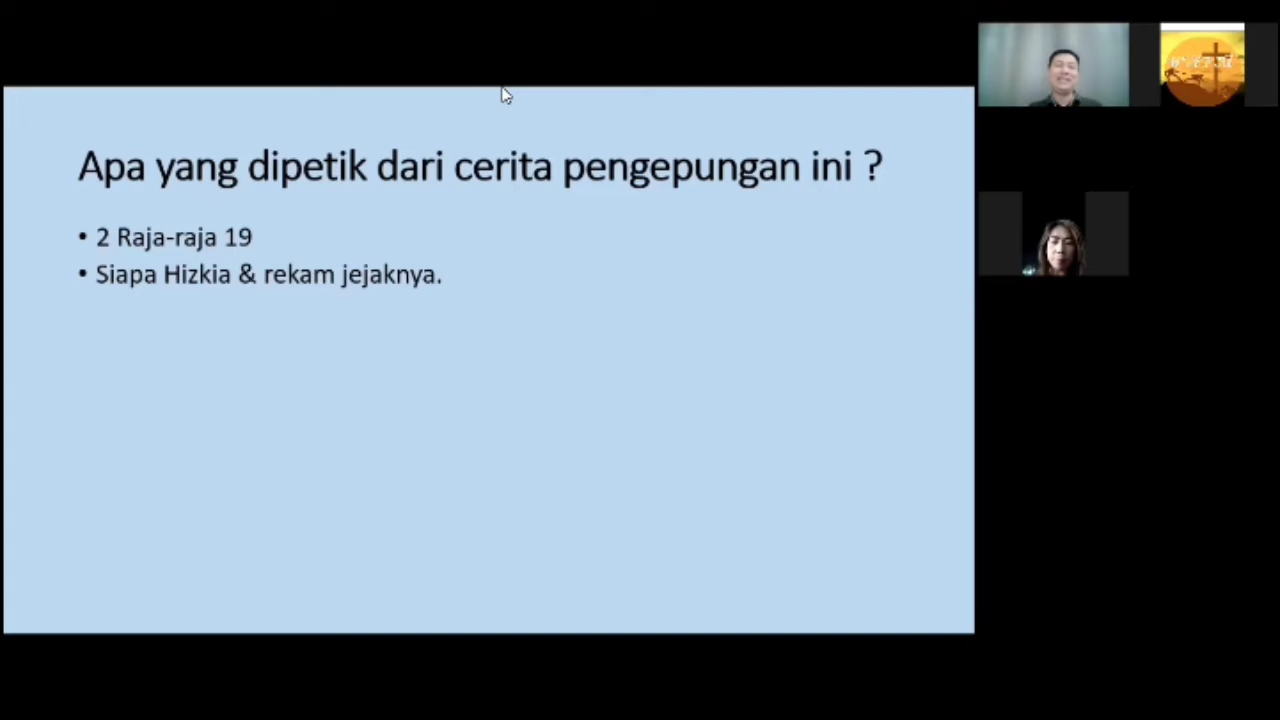 Apa yang dipetik dari cerita pengepungan ini ?
• 2 Raja-raja 19
• Siapa Hizkia & rekam jejaknya.